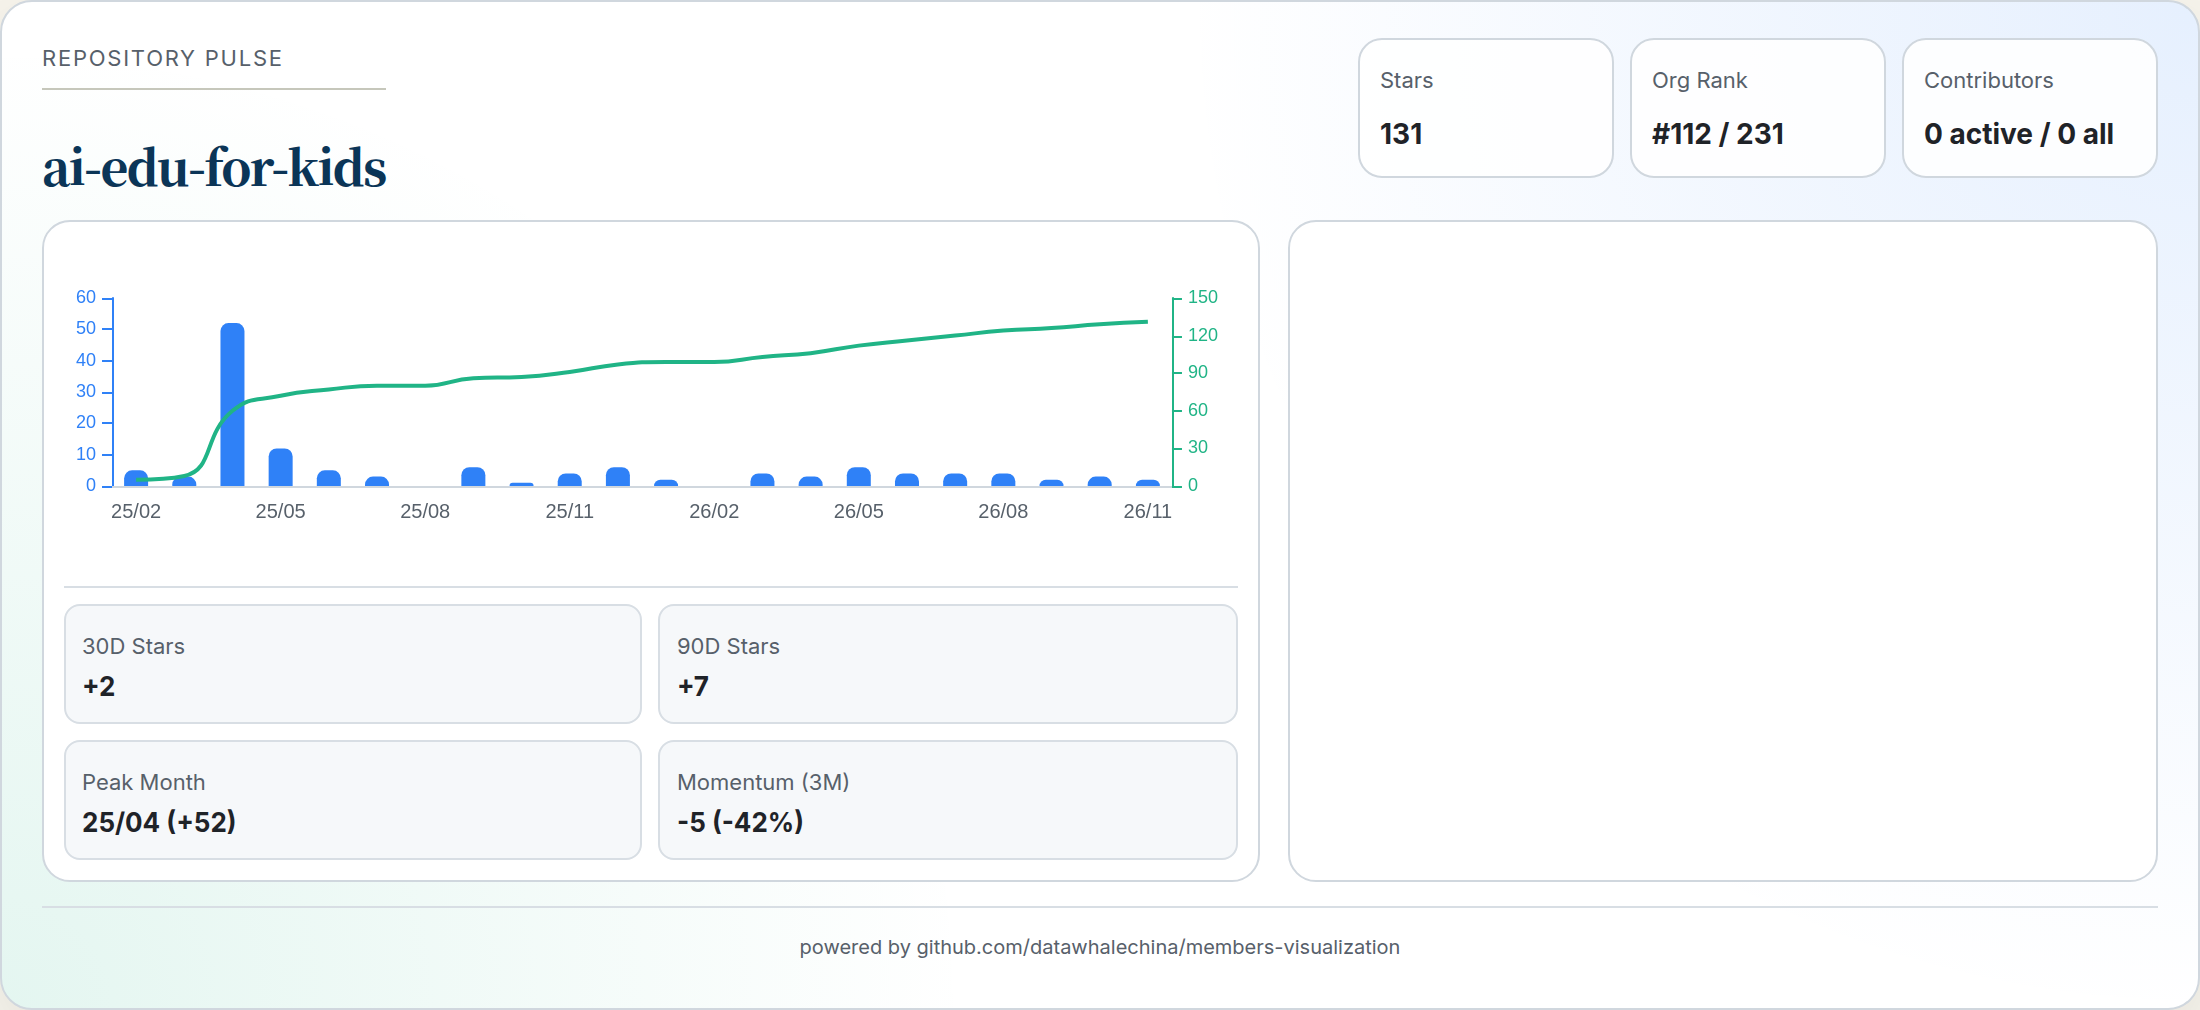 REPOSITORY PULSE
ai-edu-for-kids
Stars
131
Org Rank
#112 / 231
Contributors
0 active / 0 all
60
50
40
30
20
10
0
150
120
90
60
30
0
25/02 25/05 25/08 25/11 26/02 26/05 26/08 26/11
30D Stars
+2
90D Stars
+7
Peak Month
25/04 (+52)
Momentum (3M)
-5 (-42%)
powered by github.com/datawhalechina/members-visualization